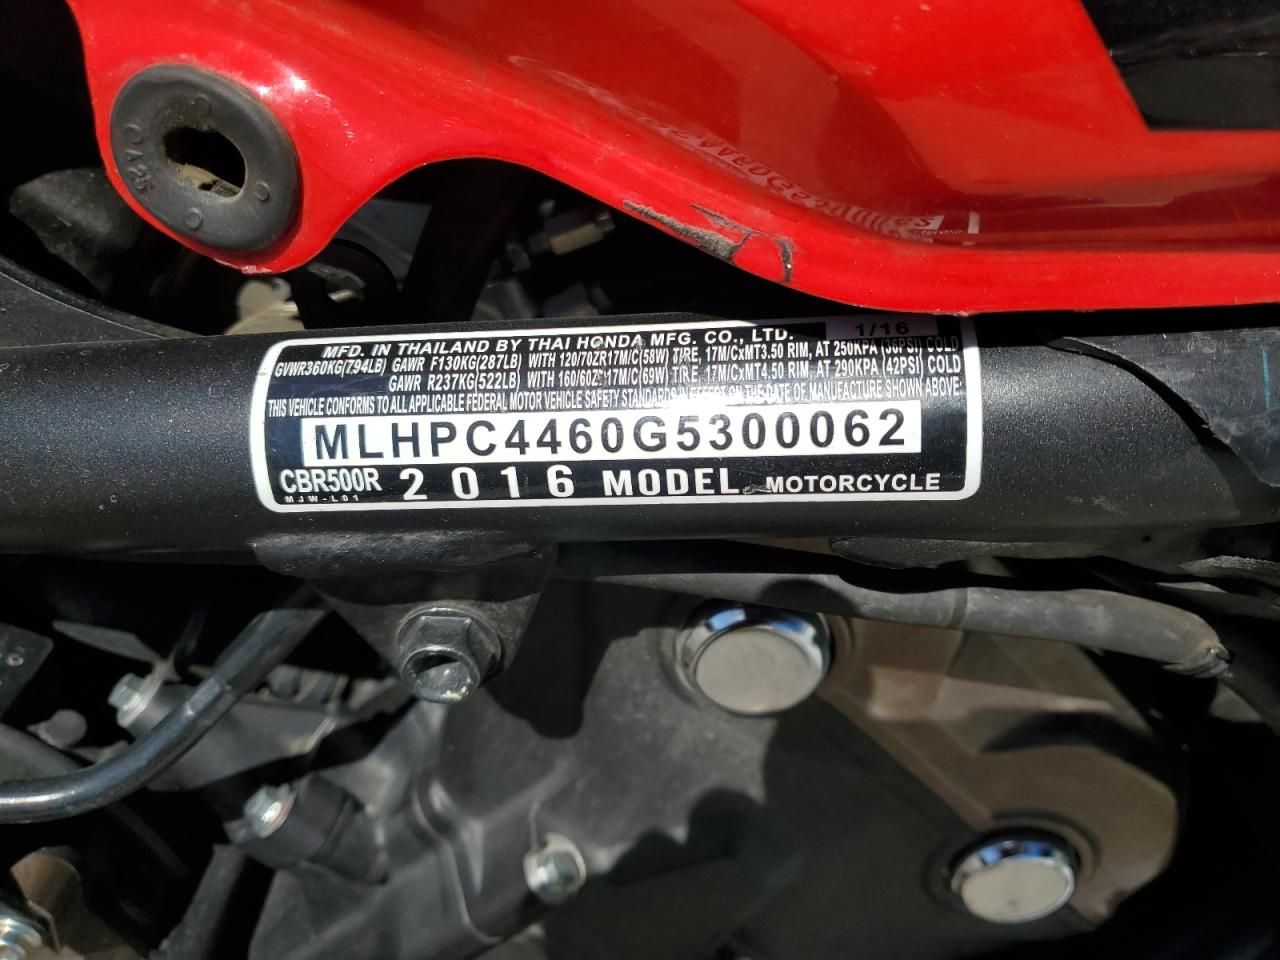 A25
MFD. IN THAILAND BY THAI HONDA MFG. CO., LTD. 1/16
GVWR360KG(794LB) GAWR F130KG(287LB) WITH 120/70ZR17M/C(58W) TIRE, 17M/CxMT3.50 RIM, AT 250KPA (36PSI) COLD
GAWR R237KG(522LB) WITH 160/60ZR17M/C(69W) TIRE, 17M/CxMT4.50 RIM, AT 290KPA (42PSI) COLD
THIS VEHICLE CONFORMS TO ALL APPLICABLE FEDERAL MOTOR VEHICLE SAFETY STANDARDS IN EFFECT ON THE DATE OF MANUFACTURE SHOWN ABOVE.
MLHPC4460G5300062
CBR500R 2016 MODEL MOTORCYCLE
MJW-L01